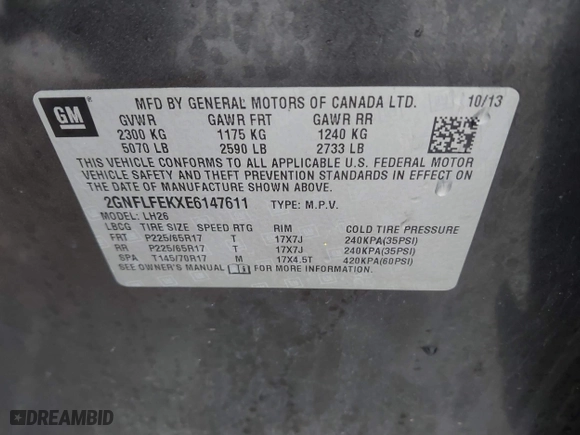 GM
MFD BY GENERAL MOTORS OF CANADA LTD. 10/13
GVWR GAWR FRT GAWR RR
2300 KG 1175 KG 1240 KG
5070 LB 2590 LB 2733 LB
THIS VEHICLE CONFORMS TO ALL APPLICABLE U.S. FEDERAL MOTOR
VEHICLE SAFETY AND THEFT PREVENTION STANDARDS IN EFFECT ON
THE DATE OF MANUFACTURE SHOWN ABOVE.
2GNFLFEKXE6147611 TYPE: M.P.V.
MODEL: LH26
LBCG TIRE SIZE SPEED RTG RIM COLD TIRE PRESSURE
FRT P225/65R17 T 17X7J 240KPA(35PSI)
RR P225/65R17 T 17X7J 240KPA(35PSI)
SPA T145/70R17 M 17X4.5T 420KPA(60PSI)
SEE OWNER'S MANUAL FOR MORE INFORMATION.
DREAMBID